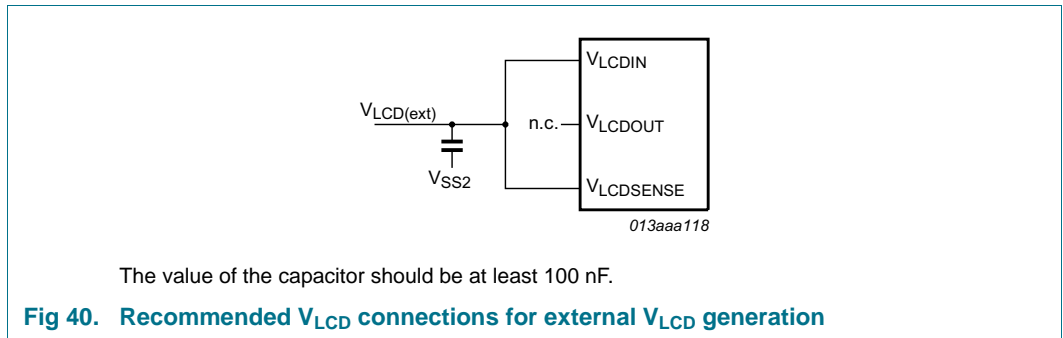 VLCDIN
VLCD(ext)
n.c.
VLCDOUT
VSS2
VLCDSENSE
013aaa118
The value of the capacitor should be at least 100 nF.
Fig 40. Recommended VLCD connections for external VLCD generation